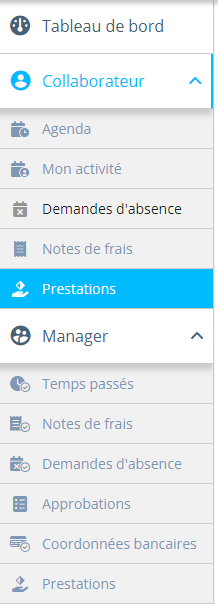 Tableau de bord
Collaborateur
Agenda
Mon activité
Demandes d'absence
Notes de frais
Prestations
Manager
Temps passés
Notes de frais
Demandes d'absence
Approbations
Coordonnées bancaires
Prestations